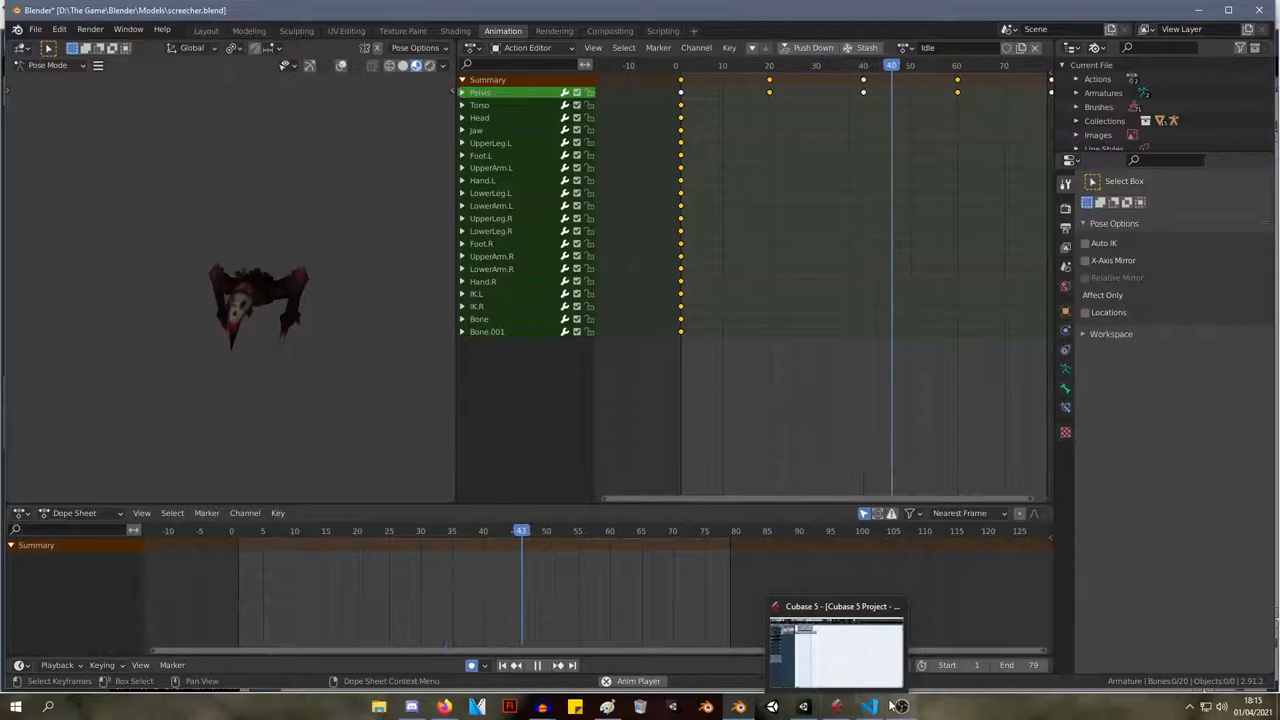 Blender* [D:\The Game\Blender\Models\screecher.blend]
File Edit Render Window Help Layout Modeling Sculpting UV Editing Texture Paint Shading Animation Rendering Compositing Scripting Scene View Layer
Global Pose Options Action Editor View Select Marker Channel Key Push Down Stash Idle
Pose Mode -10 0 10 20 30 40 46 50 60 70 Current File
Summary Actions
Pelvis Armatures
Torso Brushes
Head Collections
Jaw Images
UpperLeg.L Line Styles
Foot.L
UpperArm.L
Hand.L Select Box
LowerLeg.L
LowerArm.L
UpperLeg.R Pose Options
LowerLeg.R
Foot.R Auto IK
UpperArm.R X-Axis Mirror
LowerArm.R
Hand.R Relative Mirror
IK.L Affect Only
IK.R
Bone Locations
Bone.001 Workspace
Dope Sheet View Select Marker Channel Key Nearest Frame
-10 -5 0 5 10 15 20 25 30 35 40 50 55 60 65 70 75 80 85 90 95 100 105 110 115 120 125
Summary
Cubase 5 - [Cubase 5 Project - ...
Playback Keying View Marker Start 1 End 79
Select Keyframes Box Select Pan View Dope Sheet Context Menu Anim Player Armature | Bones:0/20 | Objects:0/0 | 2.91.2
18:15
01/04/2021